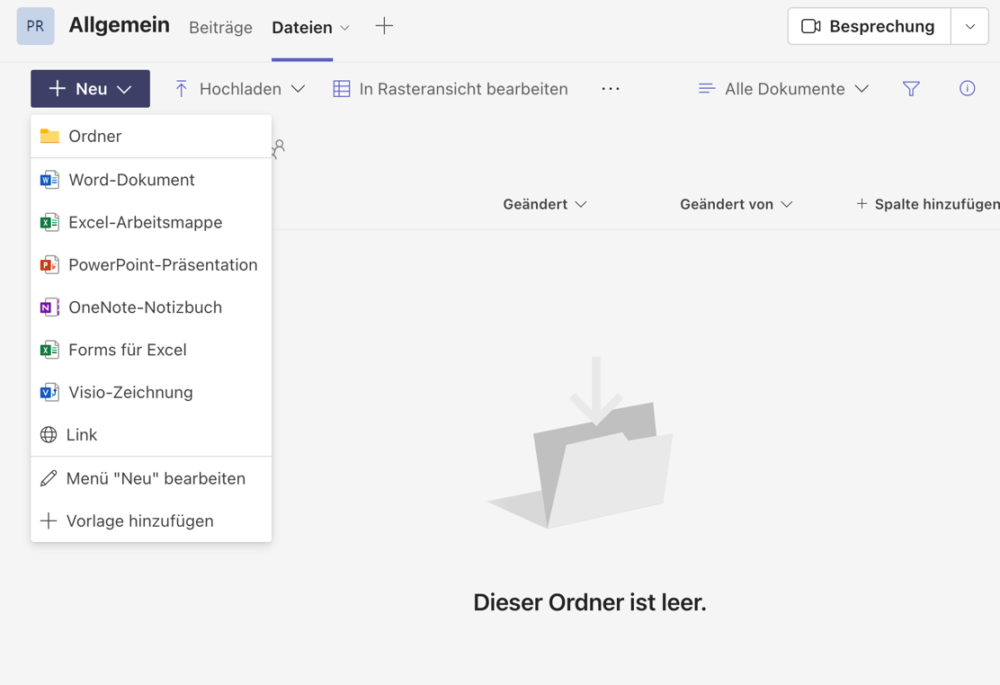 PR
Allgemein
Beiträge
Dateien
Besprechung
Neu
Hochladen
In Rasteransicht bearbeiten
Alle Dokumente
Ordner
Word-Dokument
Excel-Arbeitsmappe
PowerPoint-Präsentation
OneNote-Notizbuch
Forms für Excel
Visio-Zeichnung
Link
Menü "Neu" bearbeiten
Vorlage hinzufügen
Geändert
Geändert von
Spalte hinzufügen
Dieser Ordner ist leer.